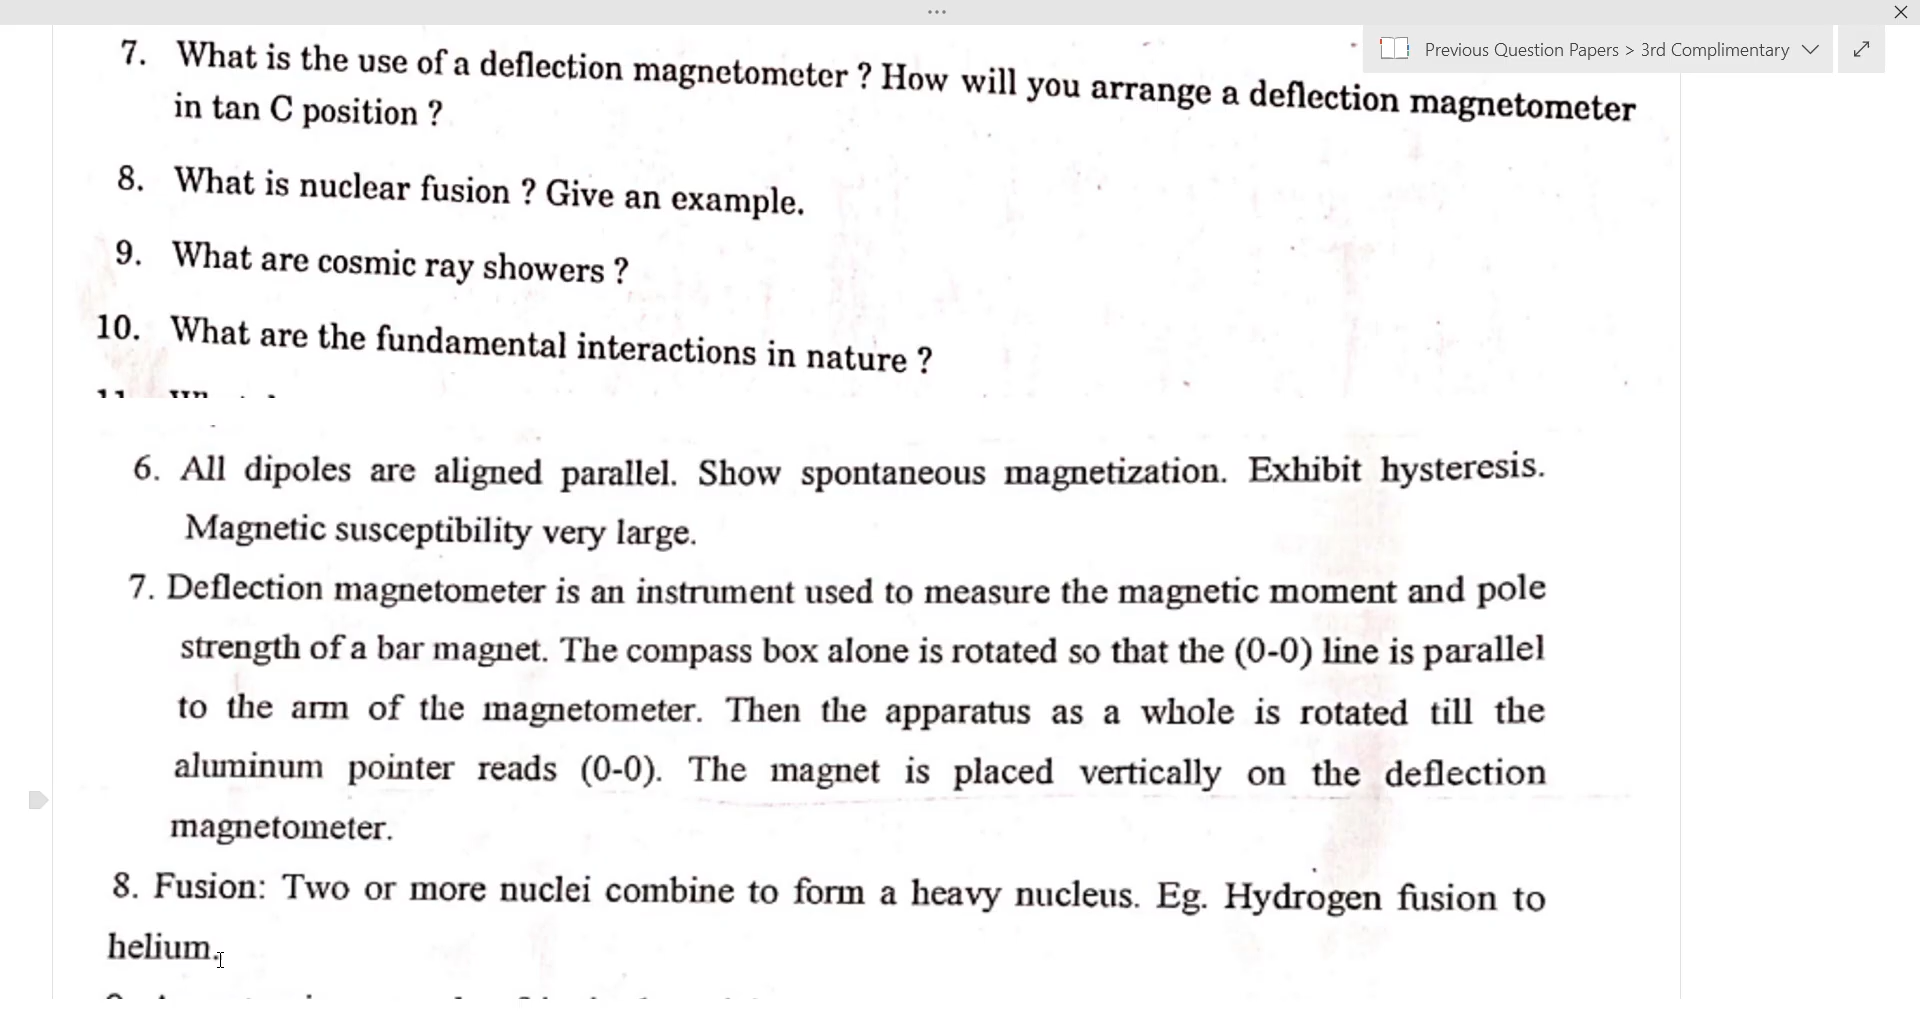 Previous Question Papers > 3rd Complimentary
7. What is the use of a deflection magnetometer ? How will you arrange a deflection magnetometer
in tan C position ?
8. What is nuclear fusion ? Give an example.
9. What are cosmic ray showers ?
10. What are the fundamental interactions in nature ?
6. All dipoles are aligned parallel. Show spontaneous magnetization. Exhibit hysteresis.
Magnetic susceptibility very large.
7. Deflection magnetometer is an instrument used to measure the magnetic moment and pole
strength of a bar magnet. The compass box alone is rotated so that the (0-0) line is parallel
to the arm of the magnetometer. Then the apparatus as a whole is rotated till the
aluminum pointer reads (0-0). The magnet is placed vertically on the deflection
magnetometer.
8. Fusion: Two or more nuclei combine to form a heavy nucleus. Eg. Hydrogen fusion to
helium.